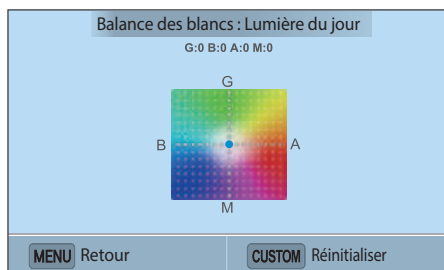 Balance des blancs : Lumière du jour
G:0 B:0 A:0 M:0
G
B A
M
MENU Retour CUSTOM Réinitialiser